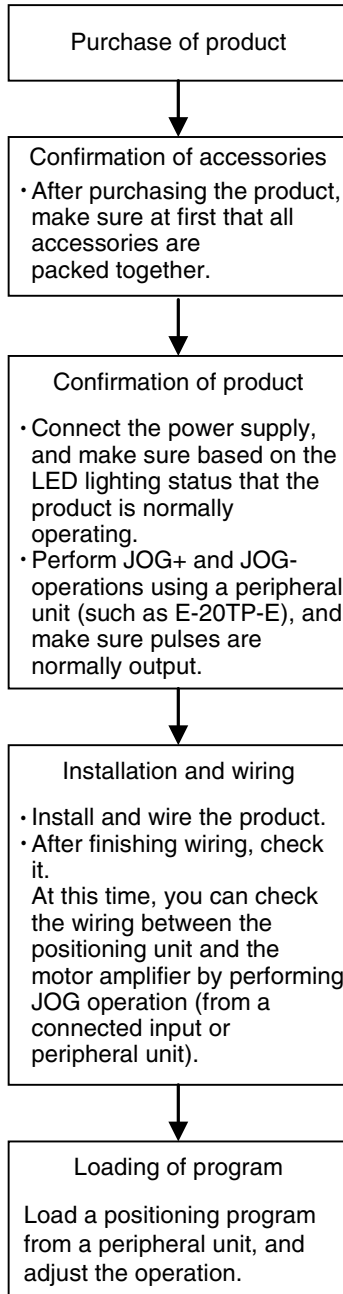 Purchase of product
Confirmation of accessories
・After purchasing the product,
make sure at first that all
accessories are
packed together.
Confirmation of product
・Connect the power supply,
and make sure based on the
LED lighting status that the
product is normally
operating.
・Perform JOG+ and JOG-
operations using a peripheral
unit (such as E-20TP-E), and
make sure pulses are
normally output.
Installation and wiring
・Install and wire the product.
・After finishing wiring, check
it.
At this time, you can check
the wiring between the
positioning unit and the
motor amplifier by performing
JOG operation (from a
connected input or
peripheral unit).
Loading of program
Load a positioning program
from a peripheral unit, and
adjust the operation.